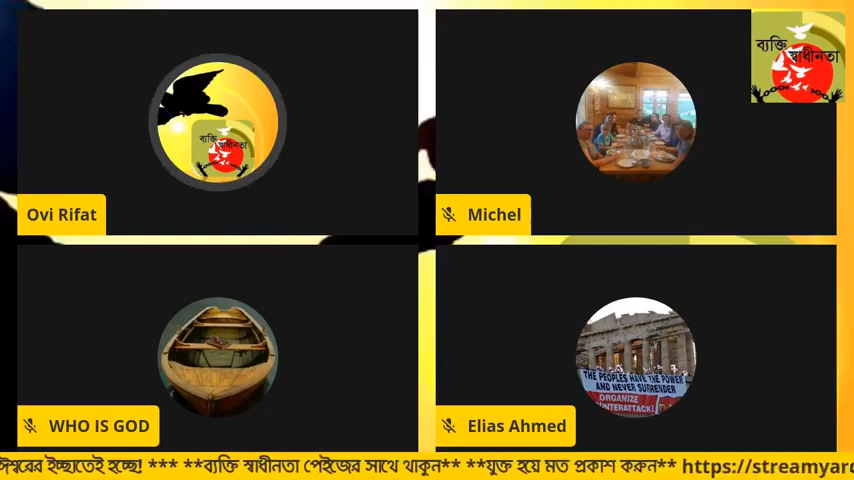 ব্যক্তি
স্বাধীনতা
ব্যক্তি
স্বাধীনতা
Ovi Rifat
Michel
THE PEOPLES HAVE THE POWER
AND NEVER SURRENDER
ORGANIZE
UNTERATTACK!
WHO IS GOD
Elias Ahmed
ঈশ্বরের ইচ্ছাতেই হচ্ছে! *** **ব্যক্তি স্বাধীনতা পেইজের সাথে থাকুন** **যুক্ত হয়ে মত প্রকাশ করুন** https://streamyard